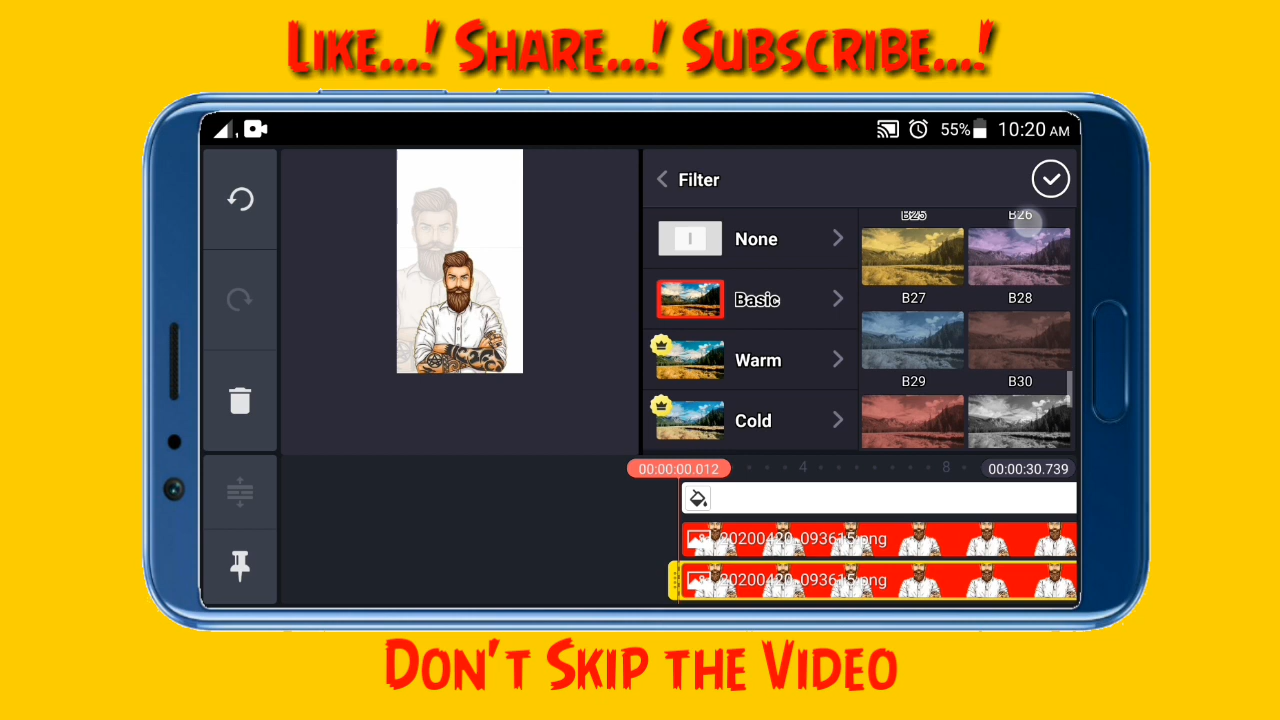 LIKE...! SHARE...! SUBSCRIBE...!
55% 10:20 AM
Filter
None
Basic
Warm
Cold
B25 B26
B27 B28
B29 B30
00:00:00.012 4 8 00:00:30.739
20200420_093615.png
20200420_093615.png
DON'T SKIP THE VIDEO